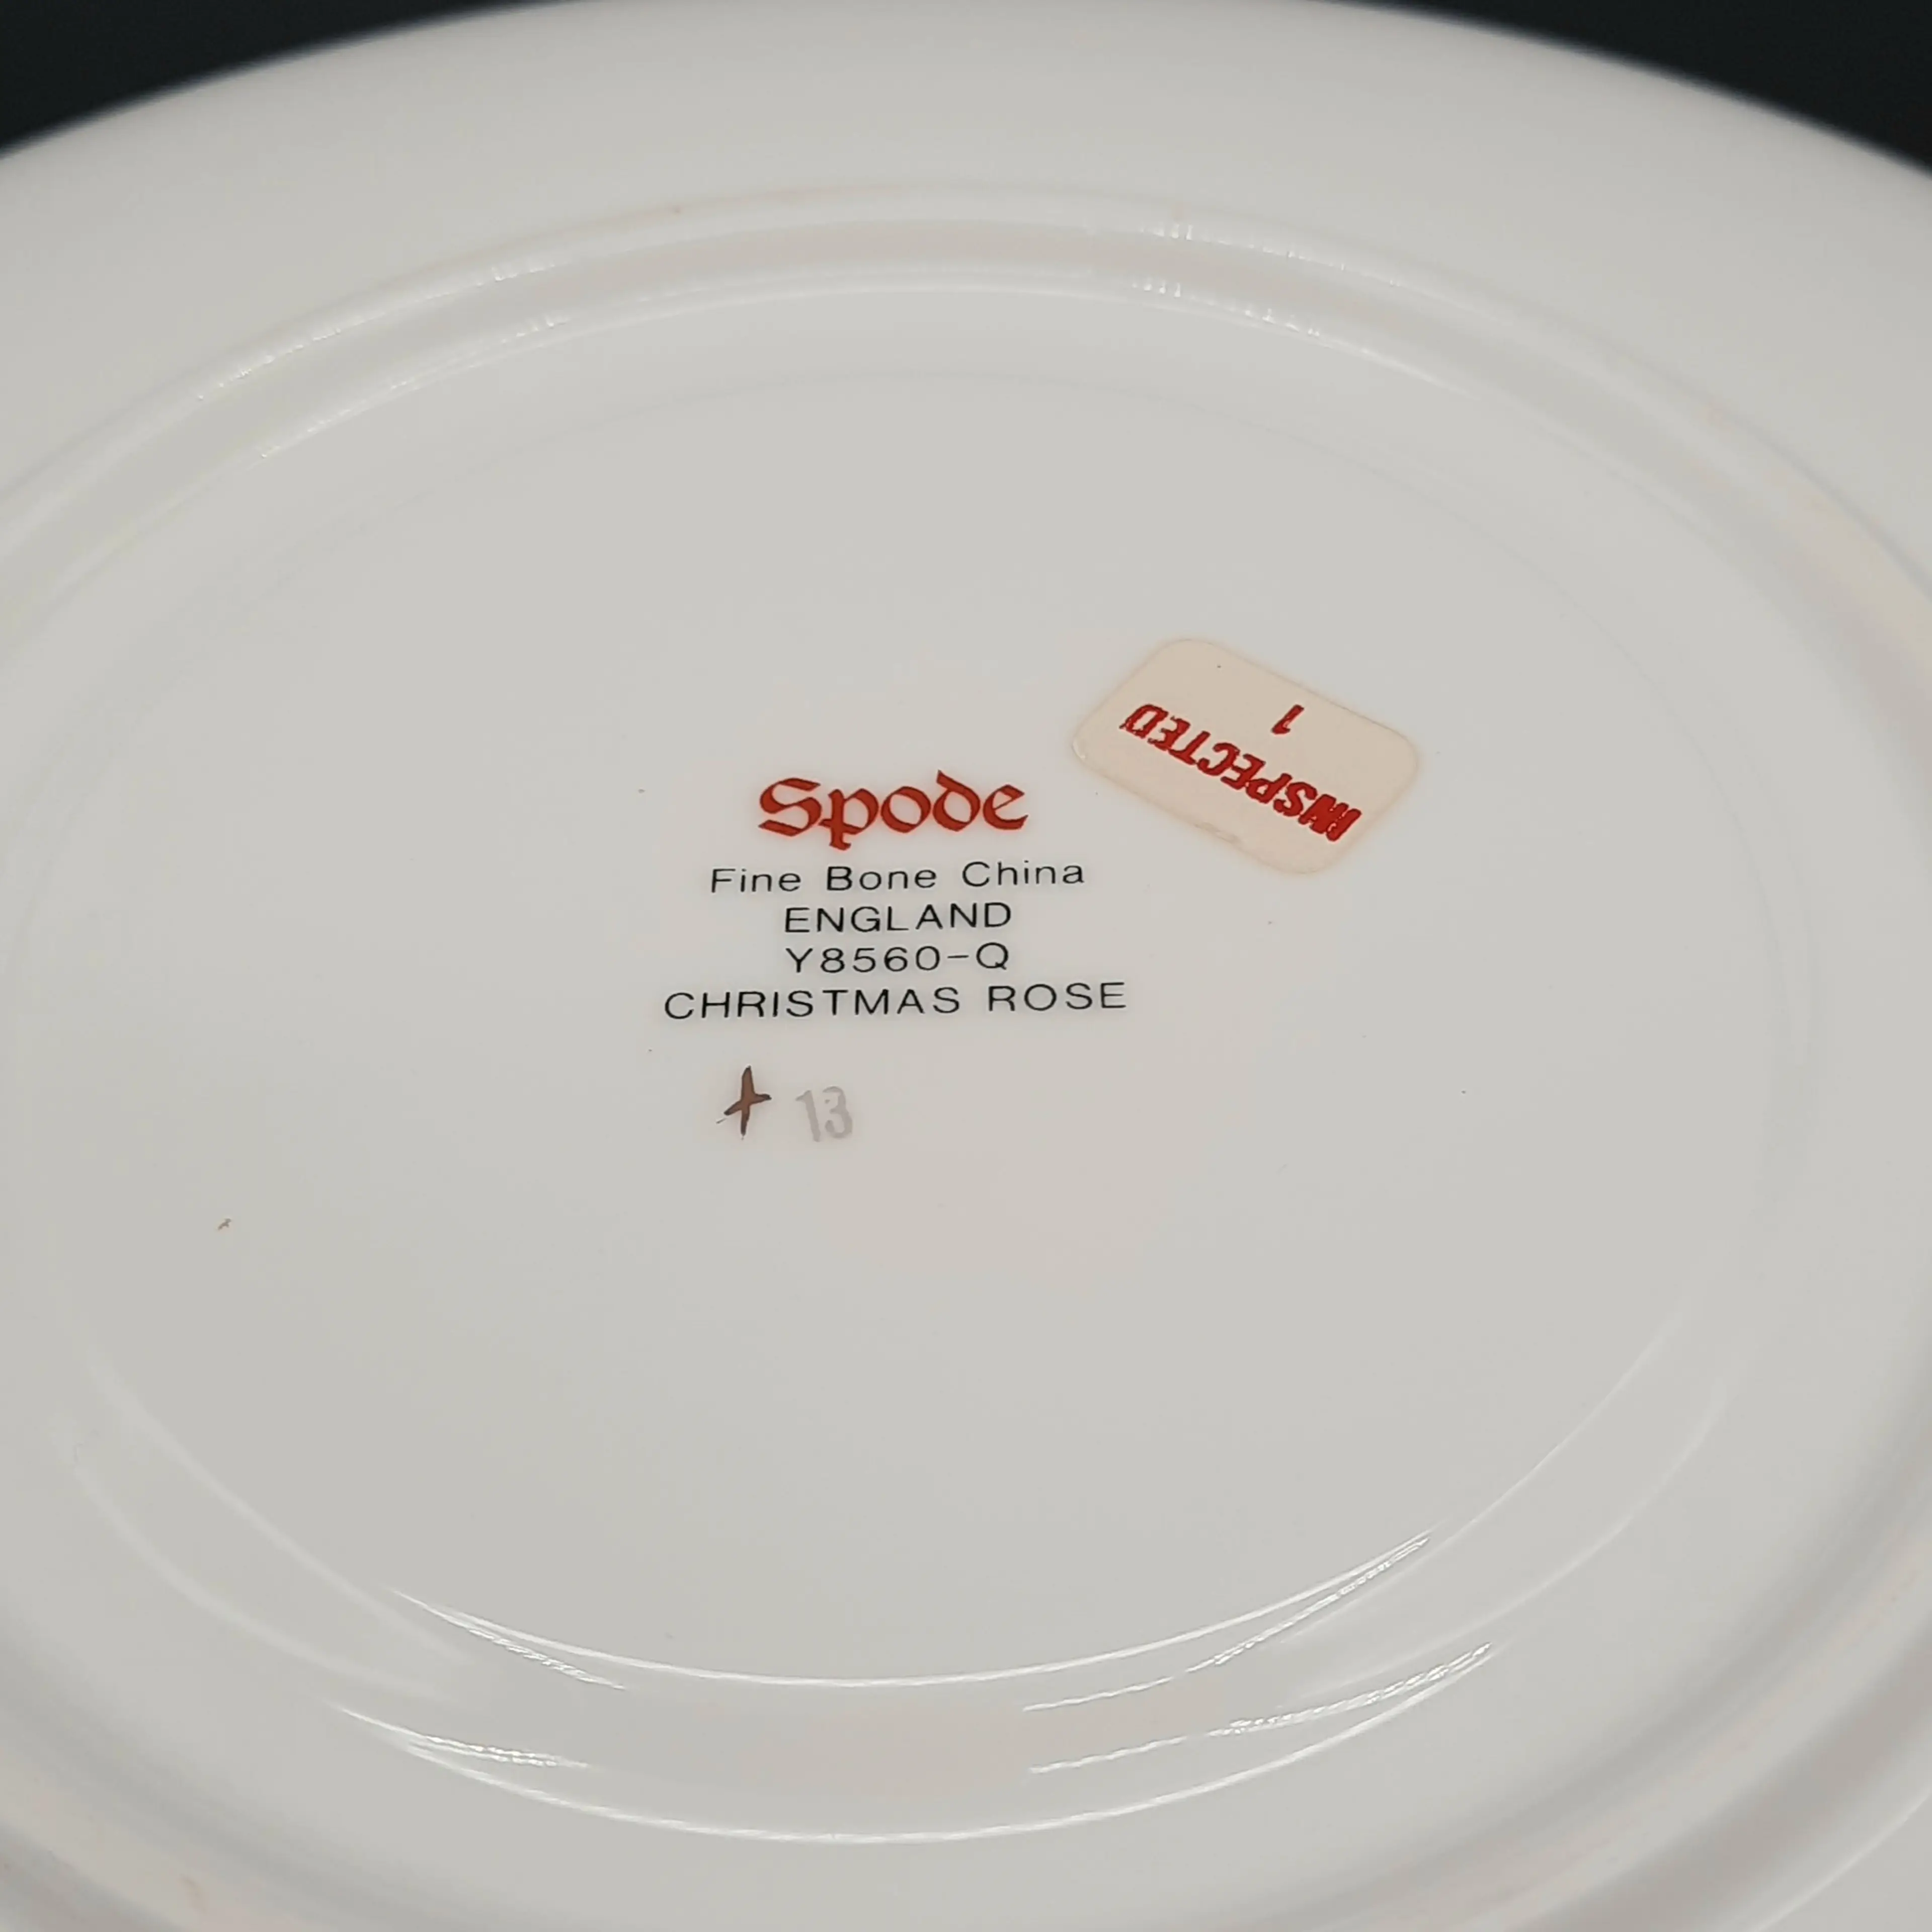 Spode
Fine Bone China
ENGLAND
Y8560-Q
CHRISTMAS ROSE
13
INSPECTED
1